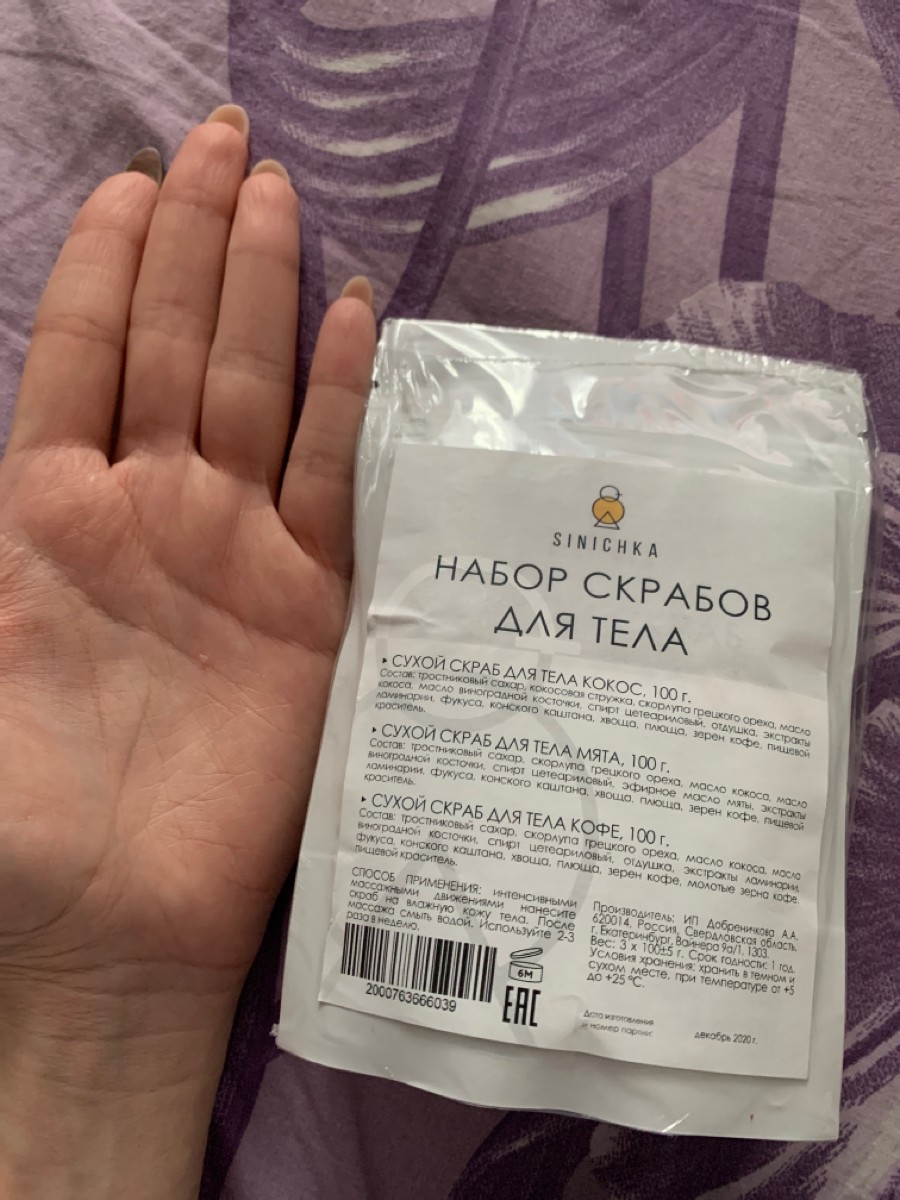 SINICHKA
НАБОР СКРАБОВ
ДЛЯ ТЕЛА
▸ СУХОЙ СКРАБ ДЛЯ ТЕЛА КОКОС, 100 г.
Состав: тростниковый сахар, кокосовая стружка, скорлупа грецкого ореха, масло
кокоса, масло виноградной косточки, спирт цетеариловый, отдушка, экстракты
ламинарии, фукуса, конского каштана, хвоща, плюща, зерен кофе, пищевой
краситель.
▸ СУХОЙ СКРАБ ДЛЯ ТЕЛА МЯТА, 100 г.
Состав: тростниковый сахар, скорлупа грецкого ореха, масло кокоса, масло
виноградной косточки, спирт цетеариловый, эфирное масло мяты, экстракты
ламинарии, фукуса, конского каштана, хвоща, плюща, зерен кофе, пищевой
краситель.
▸ СУХОЙ СКРАБ ДЛЯ ТЕЛА КОФЕ, 100 г.
Состав: тростниковый сахар, скорлупа грецкого ореха, масло кокоса, масло
виноградной косточки, спирт цетеариловый, отдушка, экстракты ламинарии,
фукуса, конского каштана, хвоща, плюща, зерен кофе, молотые зерна кофе,
пищевой краситель.
СПОСОБ ПРИМЕНЕНИЯ: интенсивными
массажными движениями нанесите
скраб на влажную кожу тела. После
массажа смыть водой. Используйте 2-3
раза в неделю.
2000763666039
6М
EAC
Производитель: ИП Добреничкова А.А.
620014, Россия, Свердловская область,
г. Екатеринбург, Вайнера 9а/1, 1303.
Вес: 3 х 100±5 г. Срок годности: 1 год.
Условия хранения: хранить в темном и
сухом месте, при температуре от +5
до +25 °С.
Дата изготовления
и номер партии:
декабрь 2020 г.